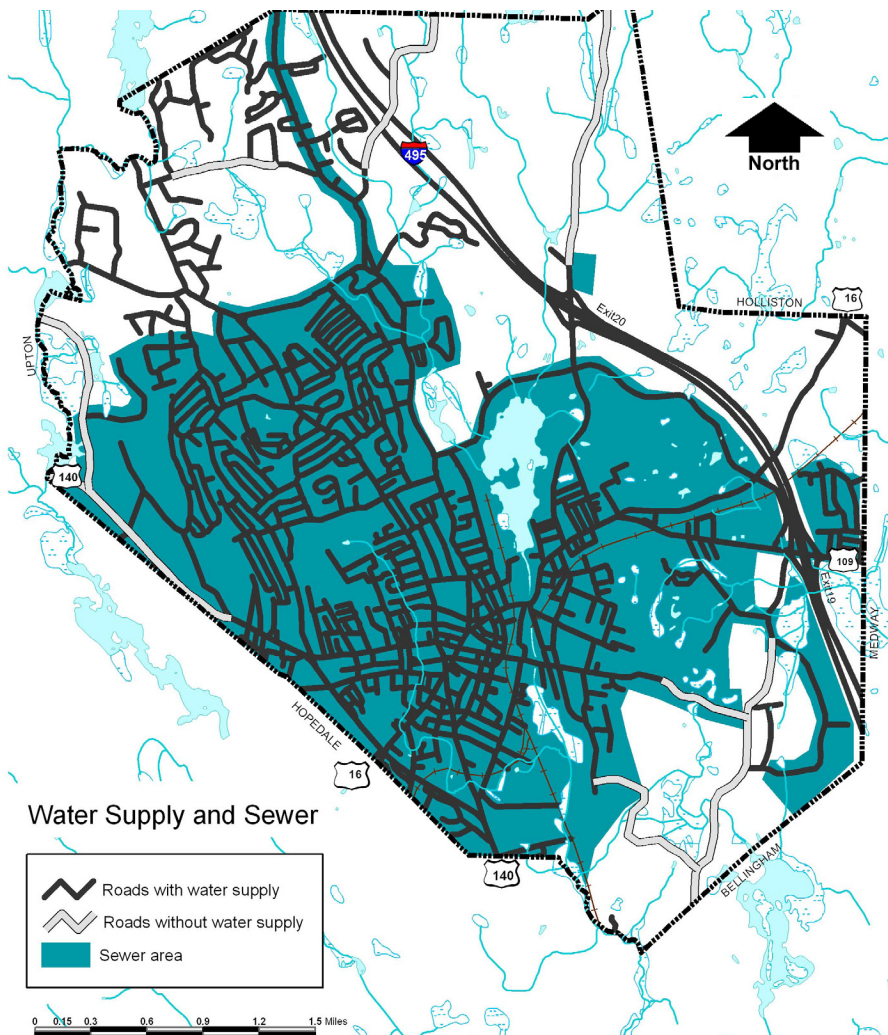 495
North
Exit20
HOLLISTON
16
UPTON
140
109
Exit19
MEDWAY
HOPEDALE
16
140
BELLINGHAM
Water Supply and Sewer
Roads with water supply
Roads without water supply
Sewer area
0 0.15 0.3 0.6 0.9 1.2 1.5 Miles